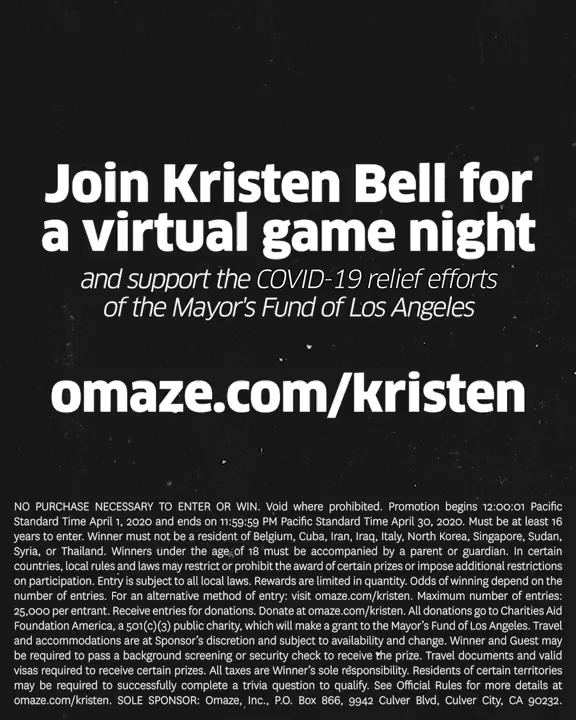 Join Kristen Bell for
a virtual game night
and support the COVID-19 relief efforts
of the Mayor's Fund of Los Angeles
omaze.com/kristen
NO PURCHASE NECESSARY TO ENTER OR WIN. Void where prohibited. Promotion begins 12:00:01 Pacific
Standard Time April 1, 2020 and ends on 11:59:59 PM Pacific Standard Time April 30, 2020. Must be at least 16
years to enter. Winner must not be a resident of Belgium, Cuba, Iran, Iraq, Italy, North Korea, Singapore, Sudan,
Syria, or Thailand. Winners under the age of 18 must be accompanied by a parent or guardian. In certain
countries, local rules and laws may restrict or prohibit the award of certain prizes or impose additional restrictions
on participation. Entry is subject to all local laws. Rewards are limited in quantity. Odds of winning depend on the
number of entries. For an alternative method of entry: visit omaze.com/kristen. Maximum number of entries:
25,000 per entrant. Receive entries for donations. Donate at omaze.com/kristen. All donations go to Charities Aid
Foundation America, a 501(c)(3) public charity, which will make a grant to the Mayor's Fund of Los Angeles. Travel
and accommodations are at Sponsor's discretion and subject to availability and change. Winner and Guest may
be required to pass a background screening or security check to receive the prize. Travel documents and valid
visas required to receive certain prizes. All taxes are Winner's sole responsibility. Residents of certain territories
may be required to successfully complete a trivia question to qualify. See Official Rules for more details at
omaze.com/kristen. SOLE SPONSOR: Omaze, Inc., P.O. Box 866, 9942 Culver Blvd, Culver City, CA 90232.